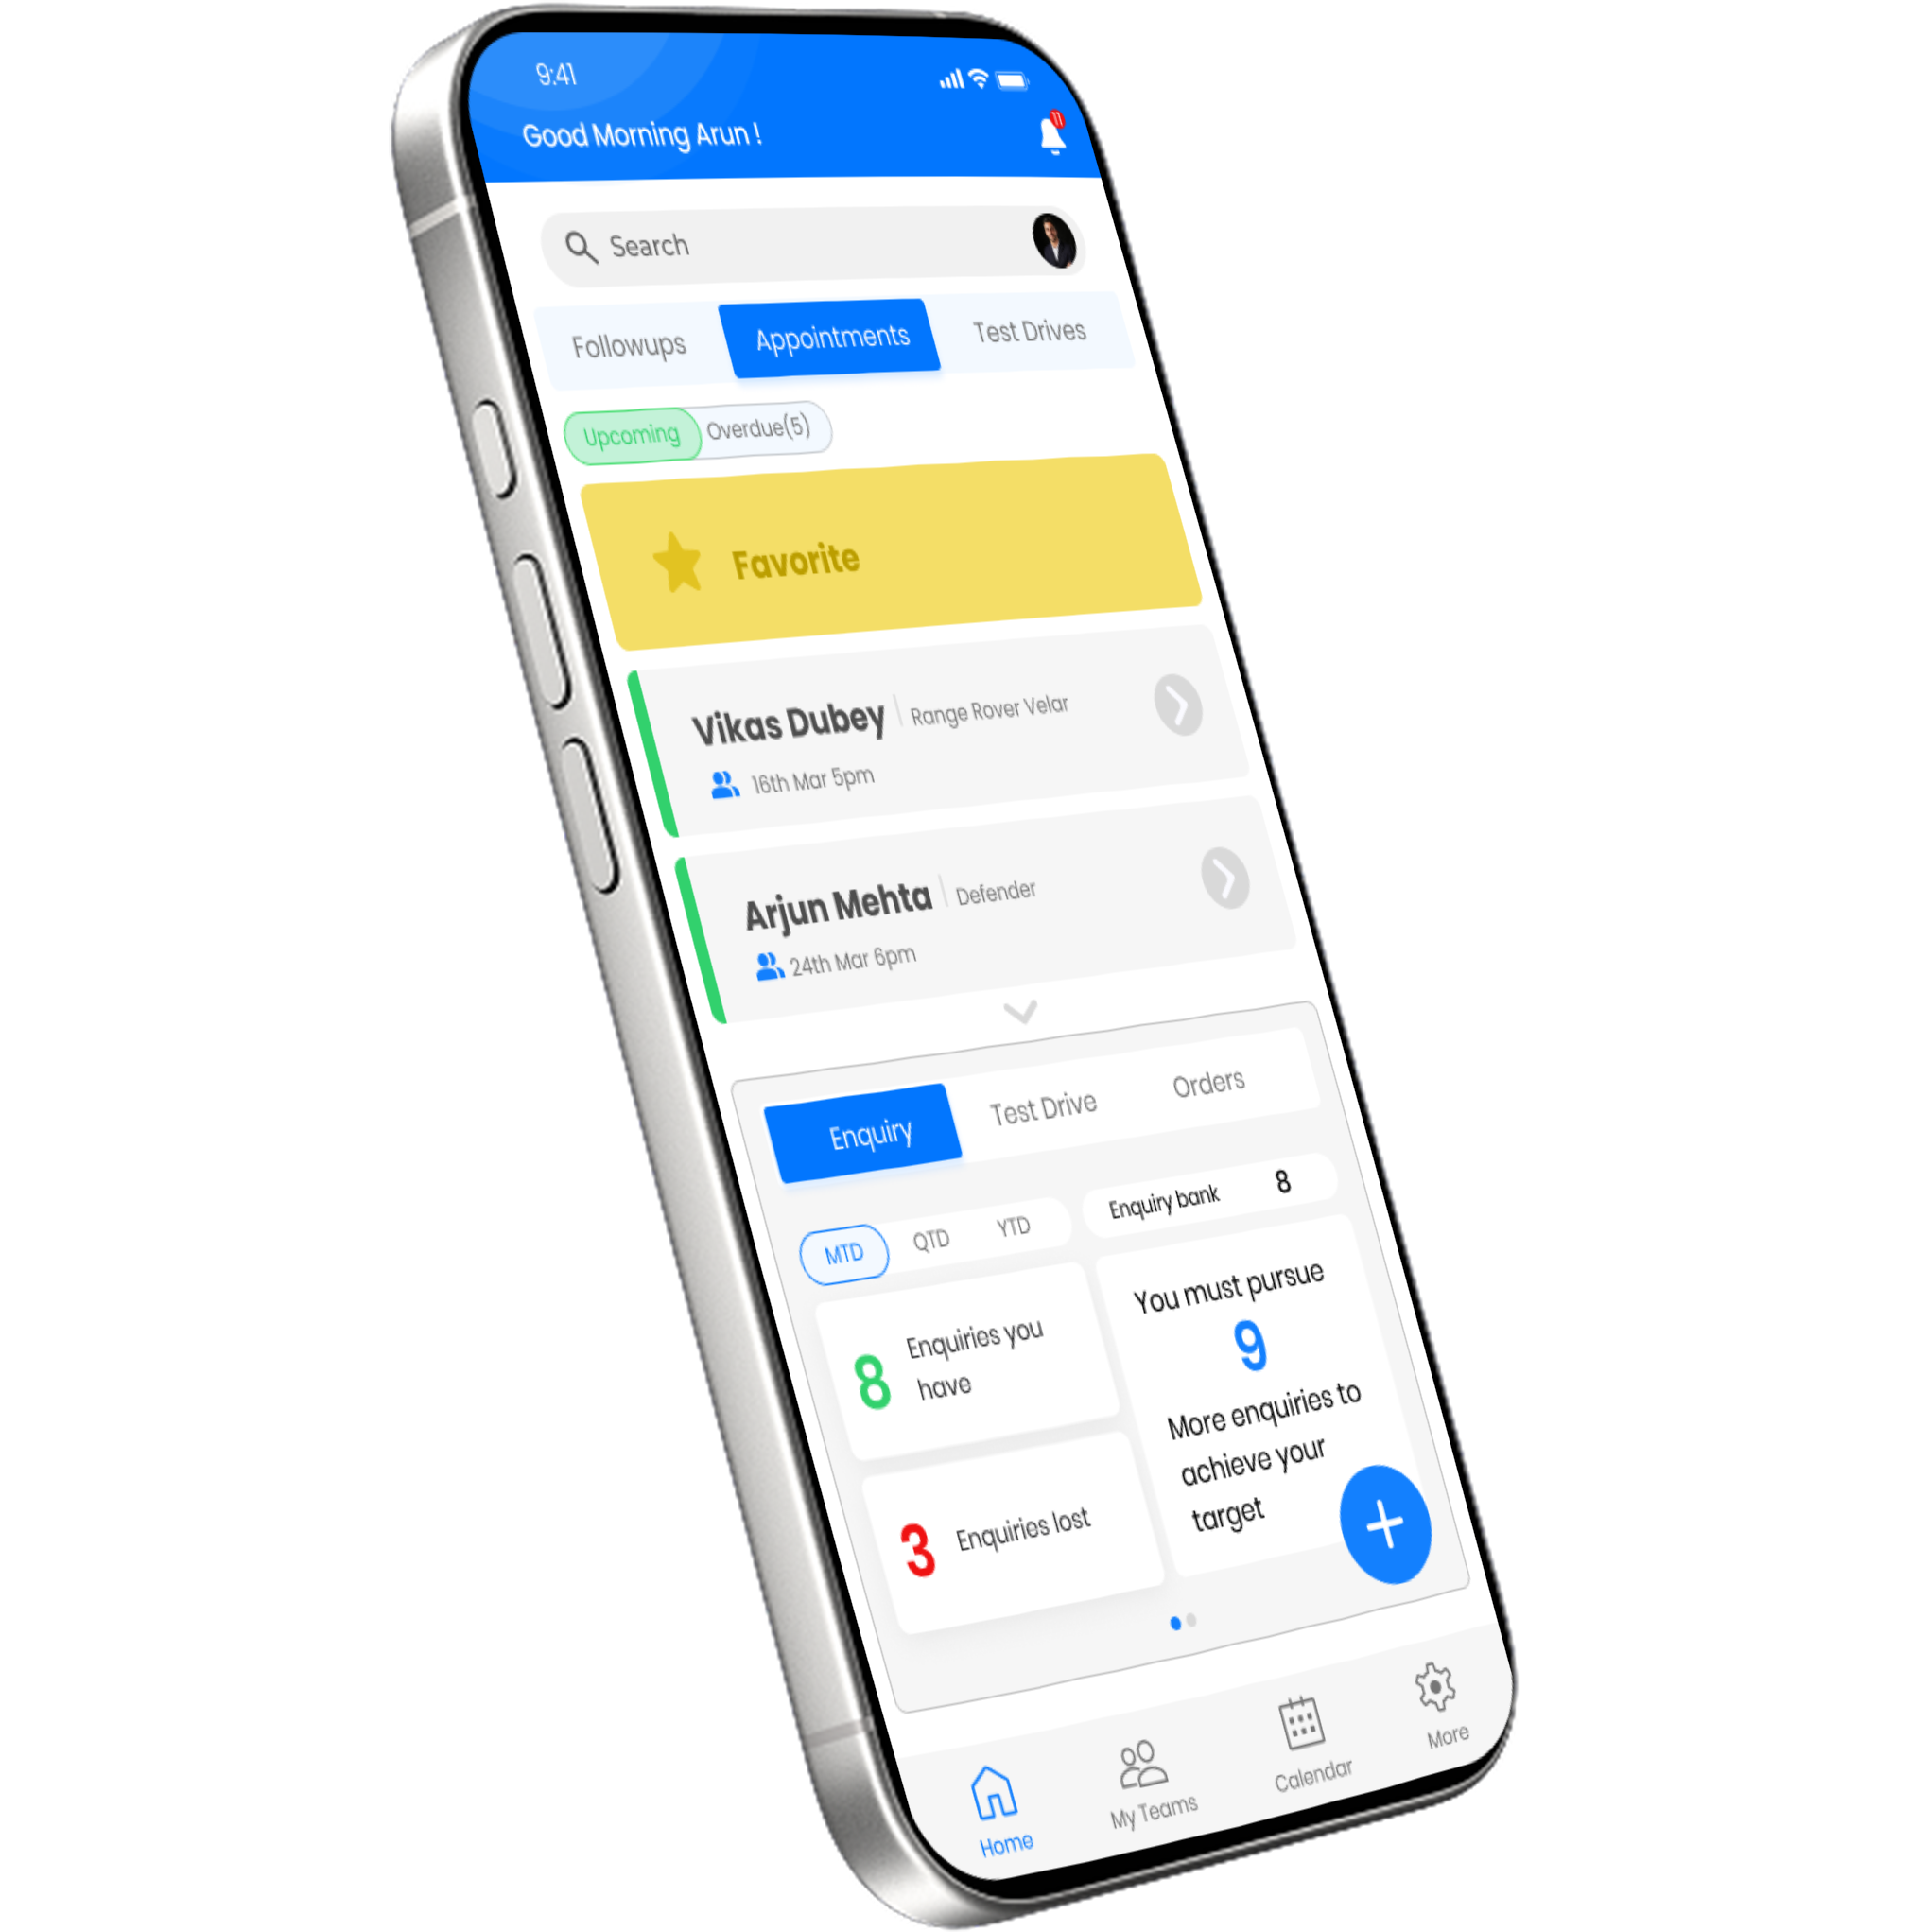 9:41
Good Morning Arun !
11
Search
Followups Appointments Test Drives
Upcoming Overdue(5)
Favorite
Vikas Dubey Range Rover Velar
16th Mar 5pm
Arjun Mehta Defender
24th Mar 6pm
Enquiry Test Drive Orders
MTD QTD YTD
Enquiry bank 8
8 Enquiries you
have
3 Enquiries lost
You must pursue
9
More enquiries to
achieve your
target
Home My Teams Calendar More